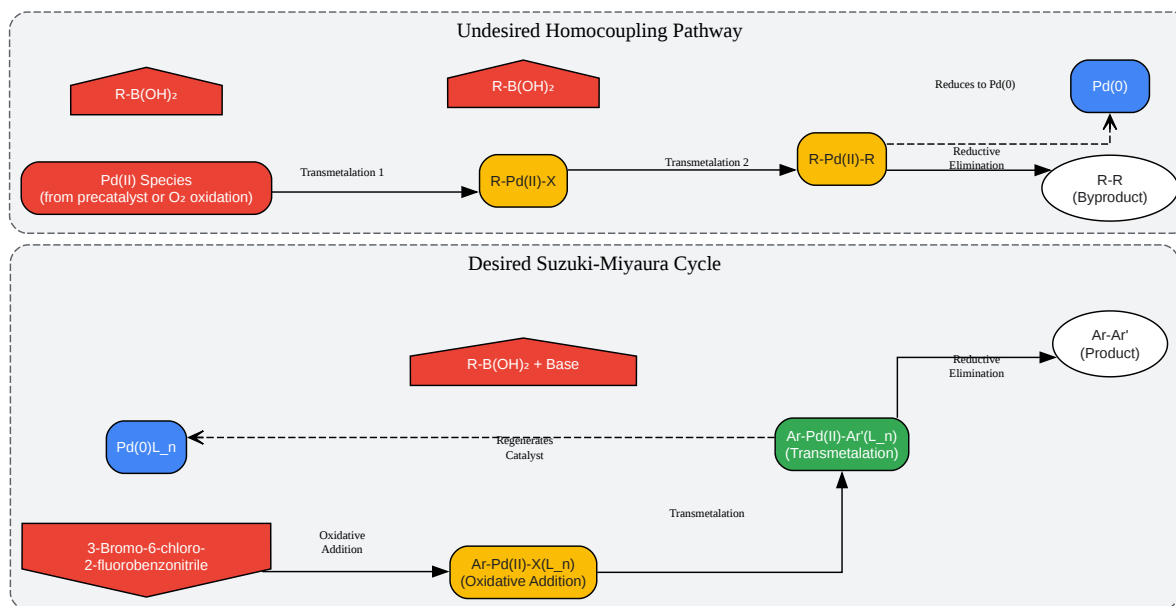 Undesired Homocoupling Pathway
R-B(OH)₂
R-B(OH)₂
Reduces to Pd(0)
Pd(0)
Pd(II) Species
(from precatalyst or O₂ oxidation)
Transmetalation 1
R-Pd(II)-X
Transmetalation 2
R-Pd(II)-R
Reductive
Elimination
R-R
(Byproduct)
Desired Suzuki-Miyaura Cycle
R-B(OH)₂ + Base
Reductive
Elimination
Ar-Ar'
(Product)
Pd(0)L_n
Regenerates
Catalyst
Ar-Pd(II)-Ar'(L_n)
(Transmetalation)
Transmetalation
3-Bromo-6-chloro-
2-fluorobenzonitrile
Oxidative
Addition
Ar-Pd(II)-X(L_n)
(Oxidative Addition)